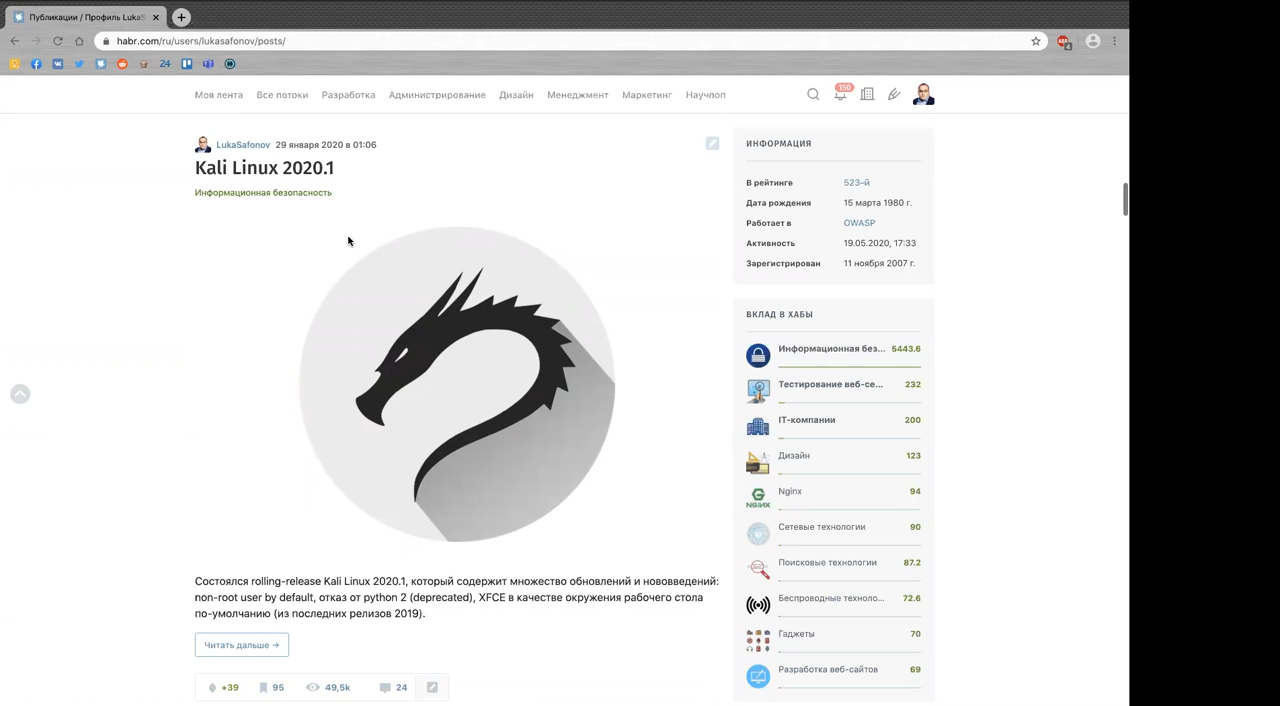 Публикации / Профиль LukaS
habr.com/ru/users/lukasafonov/posts/
24
Моя лента Все потоки Разработка Администрирование Дизайн Менеджмент Маркетинг Научпоп
150
LukaSafonov 29 января 2020 в 01:06
Kali Linux 2020.1
Информационная безопасность
Состоялся rolling-release Kali Linux 2020.1, который содержит множество обновлений и нововведений:
non-root user by default, отказ от python 2 (deprecated), XFCE в качестве окружения рабочего стола
по-умолчанию (из последних релизов 2019).
Читать дальше →
+39 95 49,5k 24
ИНФОРМАЦИЯ
В рейтинге 523-й
Дата рождения 15 марта 1980 г.
Работает в OWASP
Активность 19.05.2020, 17:33
Зарегистрирован 11 ноября 2007 г.
ВКЛАД В ХАБЫ
Информационная без... 5443.6
Тестирование веб-се... 232
IT-компании 200
Дизайн 123
Nginx 94
NGINX
Сетевые технологии 90
Поисковые технологии 87.2
Беспроводные техноло... 72.6
Гаджеты 70
Разработка веб-сайтов 69